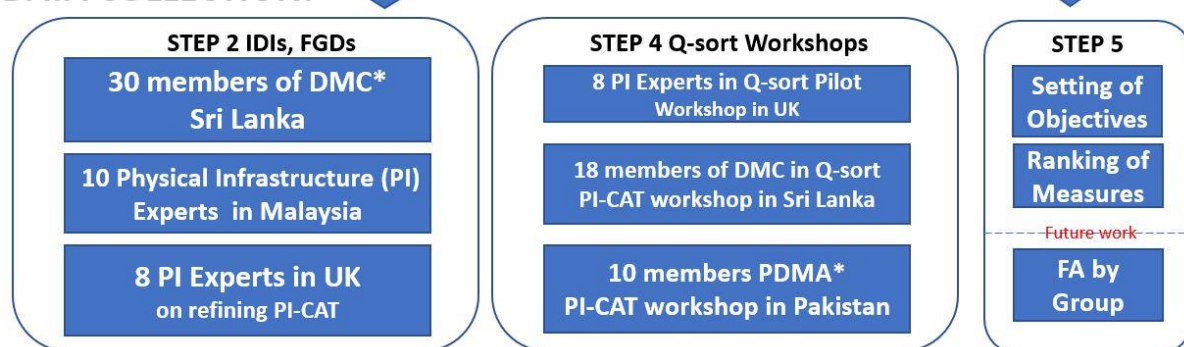 STEP 2 IDIs, FGDs
30 members of DMC*
Sri Lanka
10 Physical Infrastructure (PI)
Experts in Malaysia
8 PI Experts in UK
on refining PI-CAT
STEP 4 Q-sort Workshops
8 PI Experts in Q-sort Pilot
Workshop in UK
18 members of DMC in Q-sort
PI-CAT workshop in Sri Lanka
10 members PDMA*
PI-CAT workshop in Pakistan
STEP 5
Setting of
Objectives
Ranking of
Measures
Future work
FA by
Group